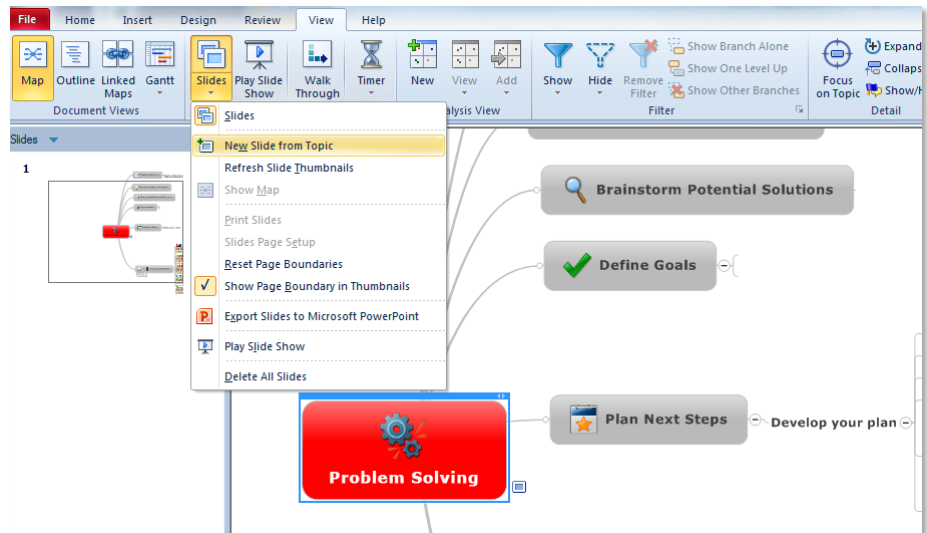 File Home Insert Design Review View Help
Map Outline Linked Maps Gantt
Document Views
Slides Play Slide Show Walk Through Timer
New View Add
alysis View
Show Hide Remove Filter
Show Branch Alone
Show One Level Up
Show Other Branches
Filter
Focus on Topic
Expand
Collaps
Show/H
Detail
Slides
1
Slides
New Slide from Topic
Refresh Slide Thumbnails
Show Map
Print Slides
Slides Page Setup
Reset Page Boundaries
Show Page Boundary in Thumbnails
Export Slides to Microsoft PowerPoint
Play Slide Show
Delete All Slides
Brainstorm Potential Solutions
Define Goals
Plan Next Steps
Develop your plan
Problem Solving